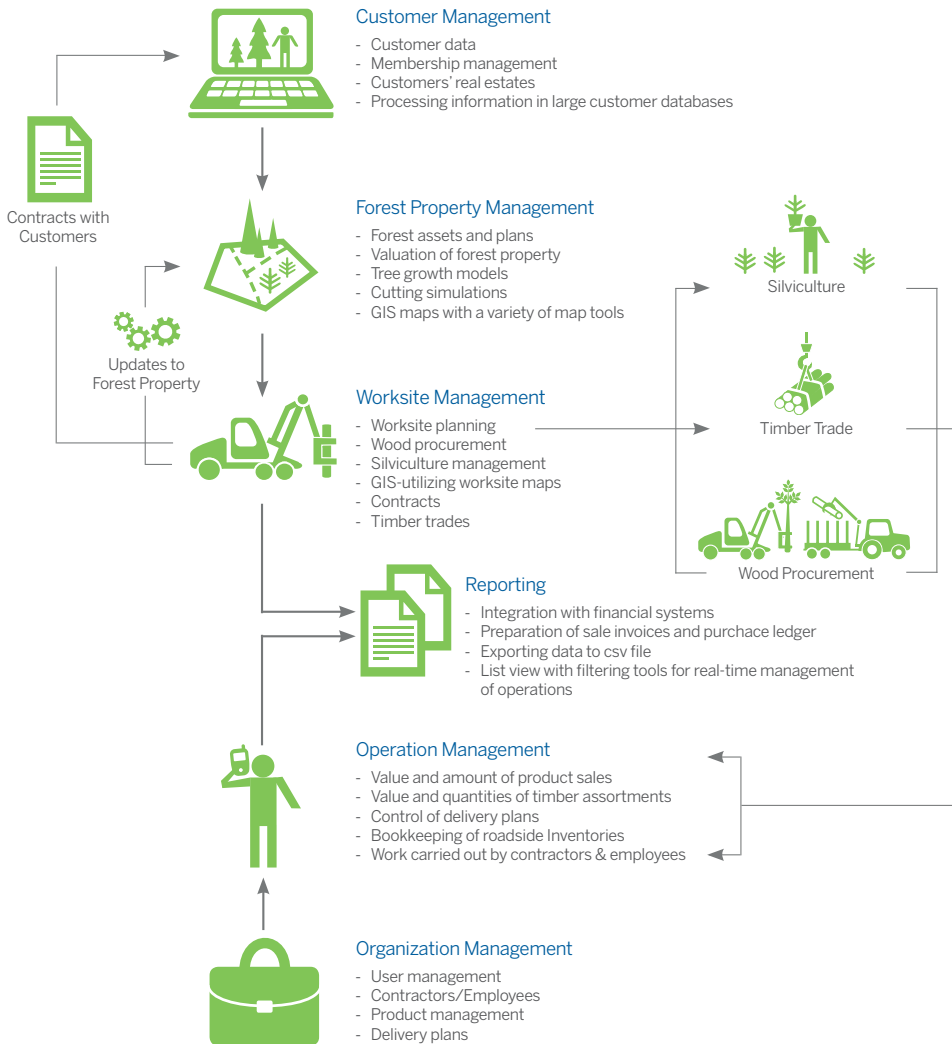 Customer Management
- Customer data
- Membership management
- Customers' real estates
- Processing information in large customer databases
Contracts with
Customers
Forest Property Management
- Forest assets and plans
- Valuation of forest property
- Tree growth models
- Cutting simulations
- GIS maps with a variety of map tools
Updates to
Forest Property
Worksite Management
- Worksite planning
- Wood procurement
- Silviculture management
- GIS-utilizing worksite maps
- Contracts
- Timber trades
Silviculture
Timber Trade
Wood Procurement
Reporting
- Integration with financial systems
- Preparation of sale invoices and purchace ledger
- Exporting data to csv file
- List view with filtering tools for real-time management
of operations
Operation Management
- Value and amount of product sales
- Value and quantities of timber assortments
- Control of delivery plans
- Bookkeeping of roadside Inventories
- Work carried out by contractors & employees
Organization Management
- User management
- Contractors/Employees
- Product management
- Delivery plans